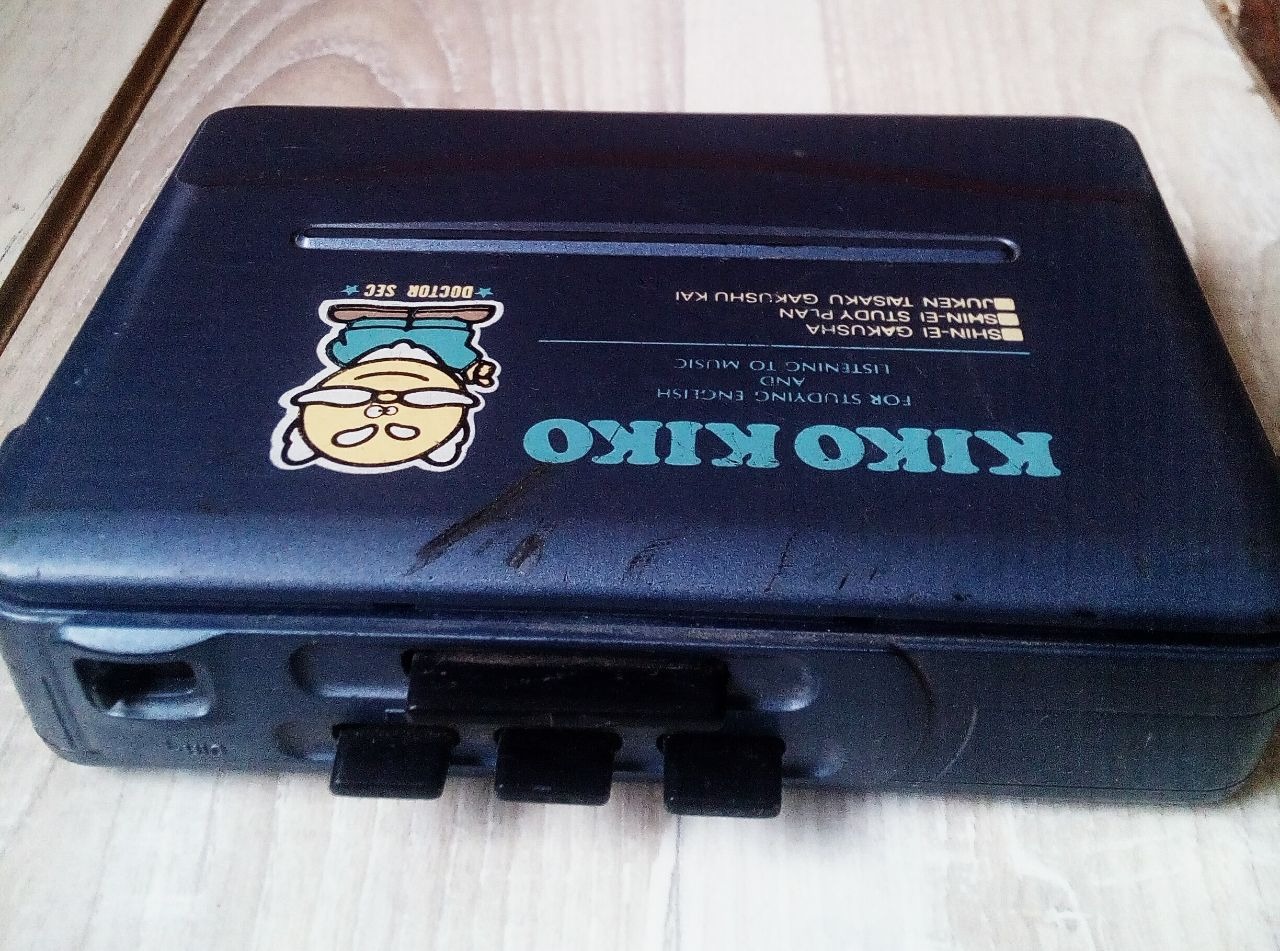 KIKO KIKO
FOR STUDYING ENGLISH
AND
LISTENING TO MUSIC
SHIN-EI GAKUSHA
SHIN-EI STUDY PLAN
JUKEN TAISAKU GAKUSHU KAI
DOCTOR SEC